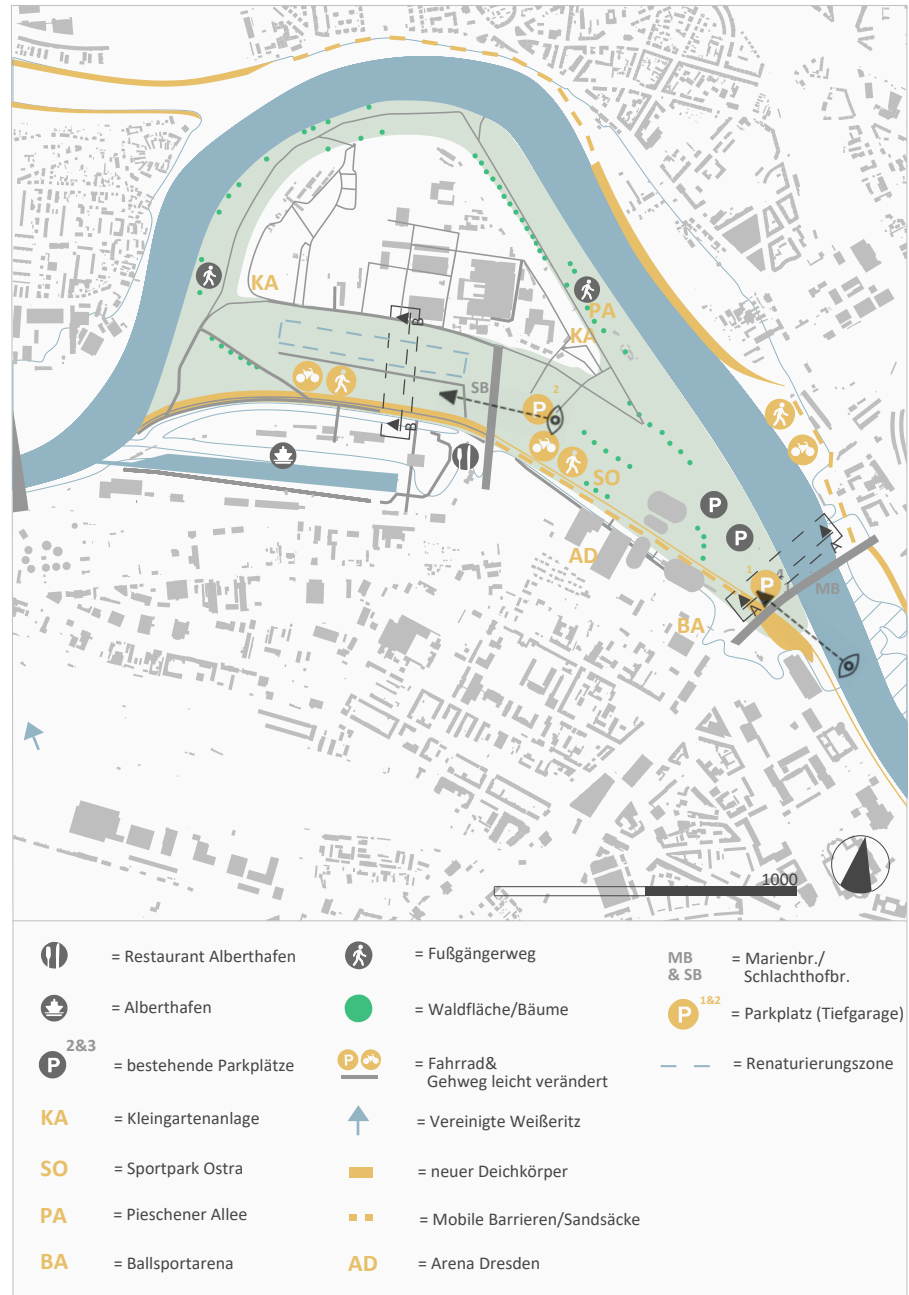 KA
B
PA
KA
SB
2
P
B
SO
P
P
AD
1
P
A
A
MB
BA
1000
= Restaurant Alberthafen
= Fußgängerweg
MB
& SB
= Marienbr./
Schlachthofbr.
= Alberthafen
= Waldfläche/Bäume
P
1&2
= Parkplatz (Tiefgarage)
P
2&3
= bestehende Parkplätze
P
= Fahrrad&
Gehweg leicht verändert
= Renaturierungszone
KA
= Kleingartenanlage
= Vereinigte Weißeritz
SO
= Sportpark Ostra
= neuer Deichkörper
PA
= Pieschener Allee
= Mobile Barrieren/Sandsäcke
BA
= Ballsportarena
AD
= Arena Dresden